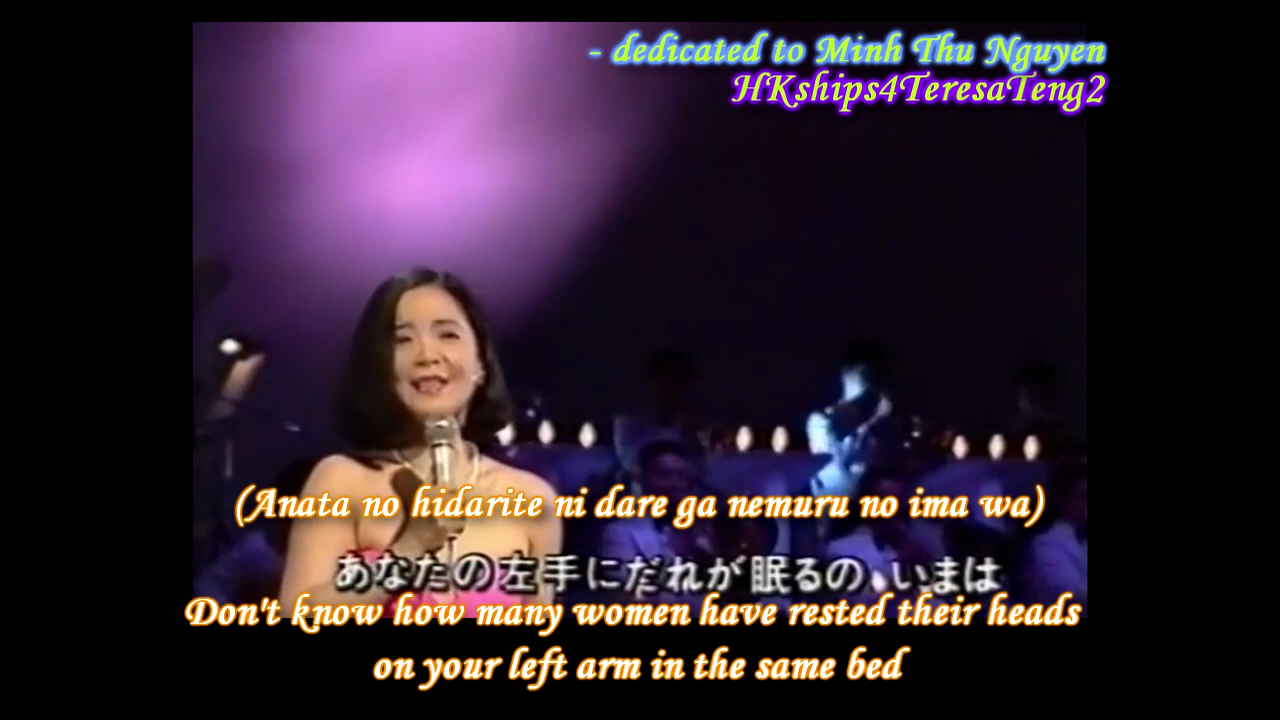 - dedicated to Minh Thu Nguyen
HKships4TeresaTeng2
(Anata no hidarite ni dare ga nemuru no ima wa)
あなたの左手にだれが眠るの、いまは
Don't know how many women have rested their heads
on your left arm in the same bed